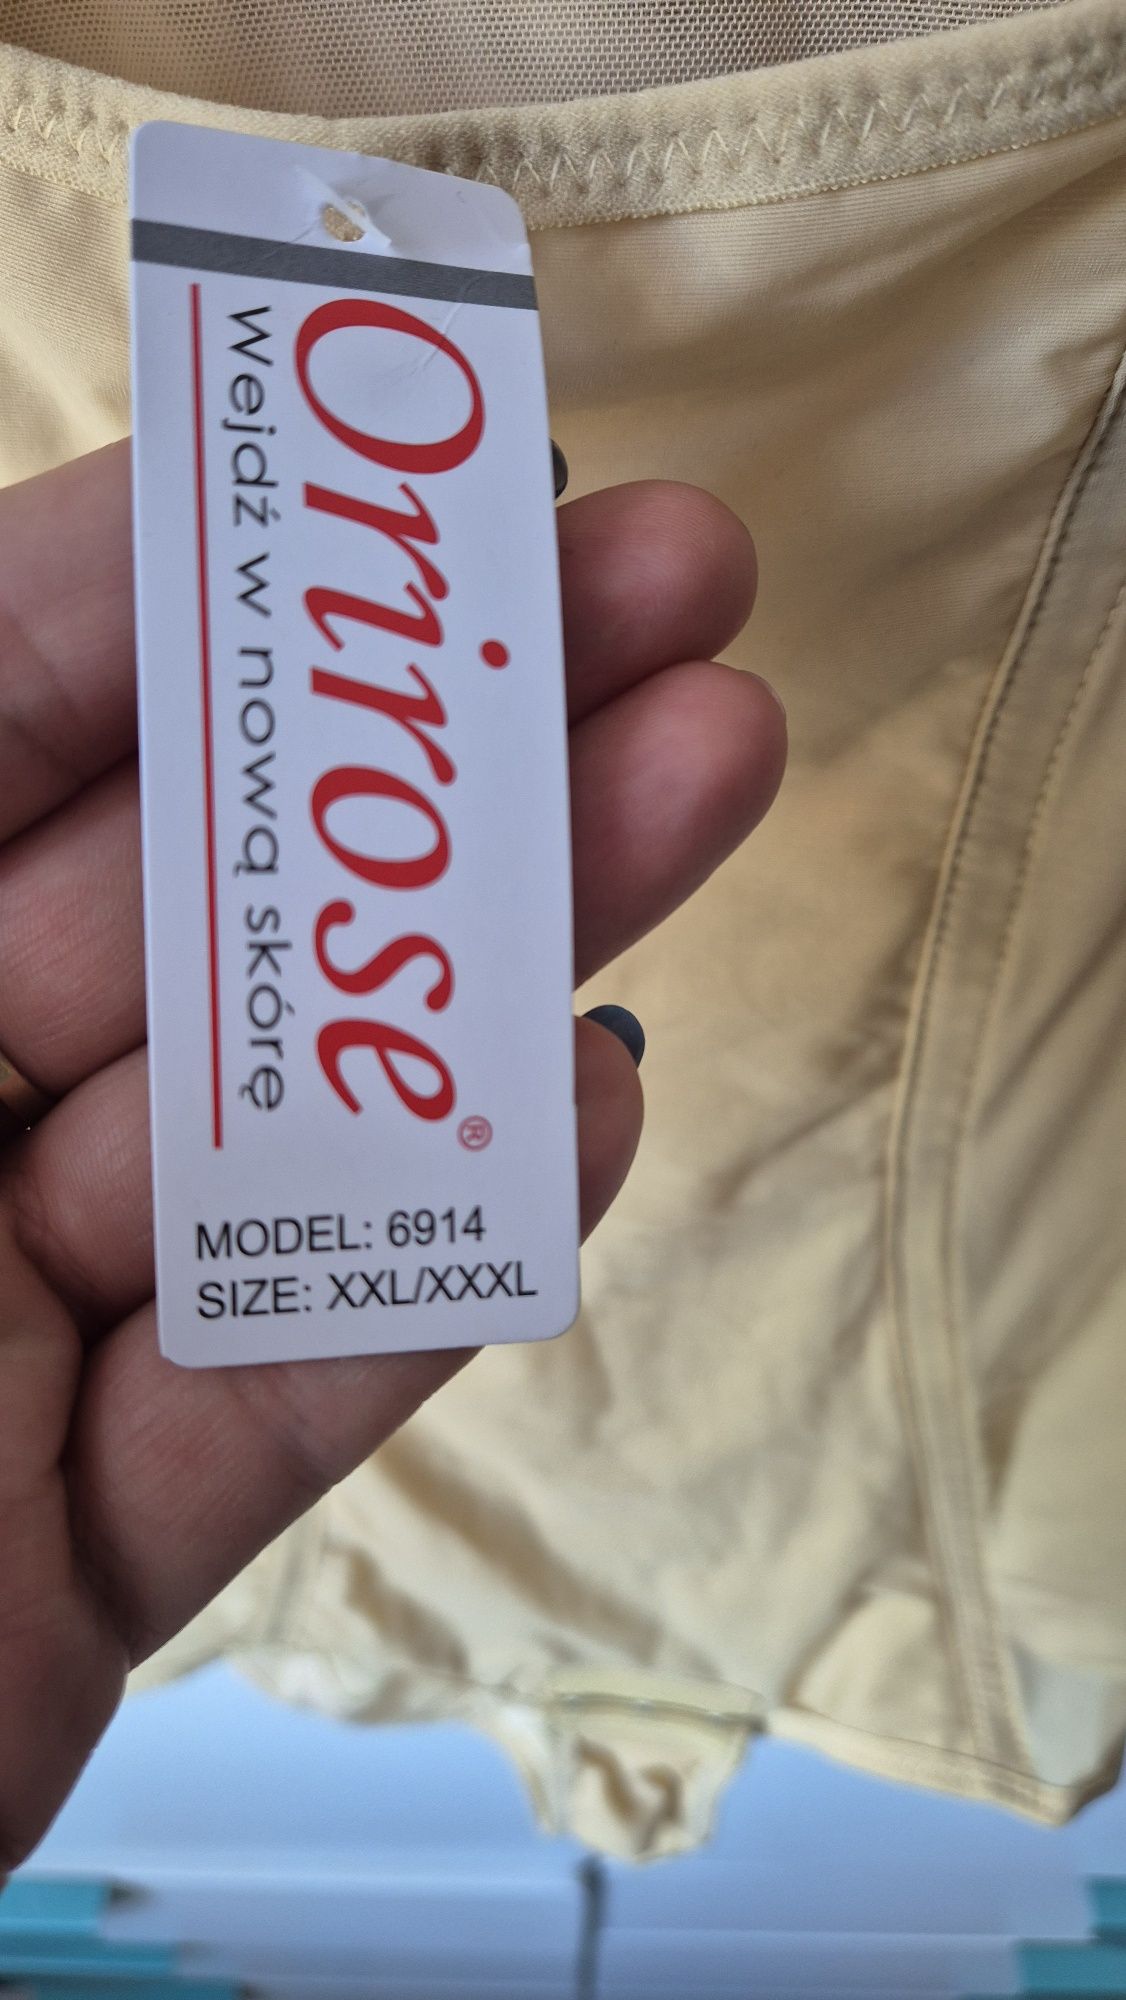 Orirose®
Wejdź w nową skórę
MODEL: 6914
SIZE: XXL/XXXL